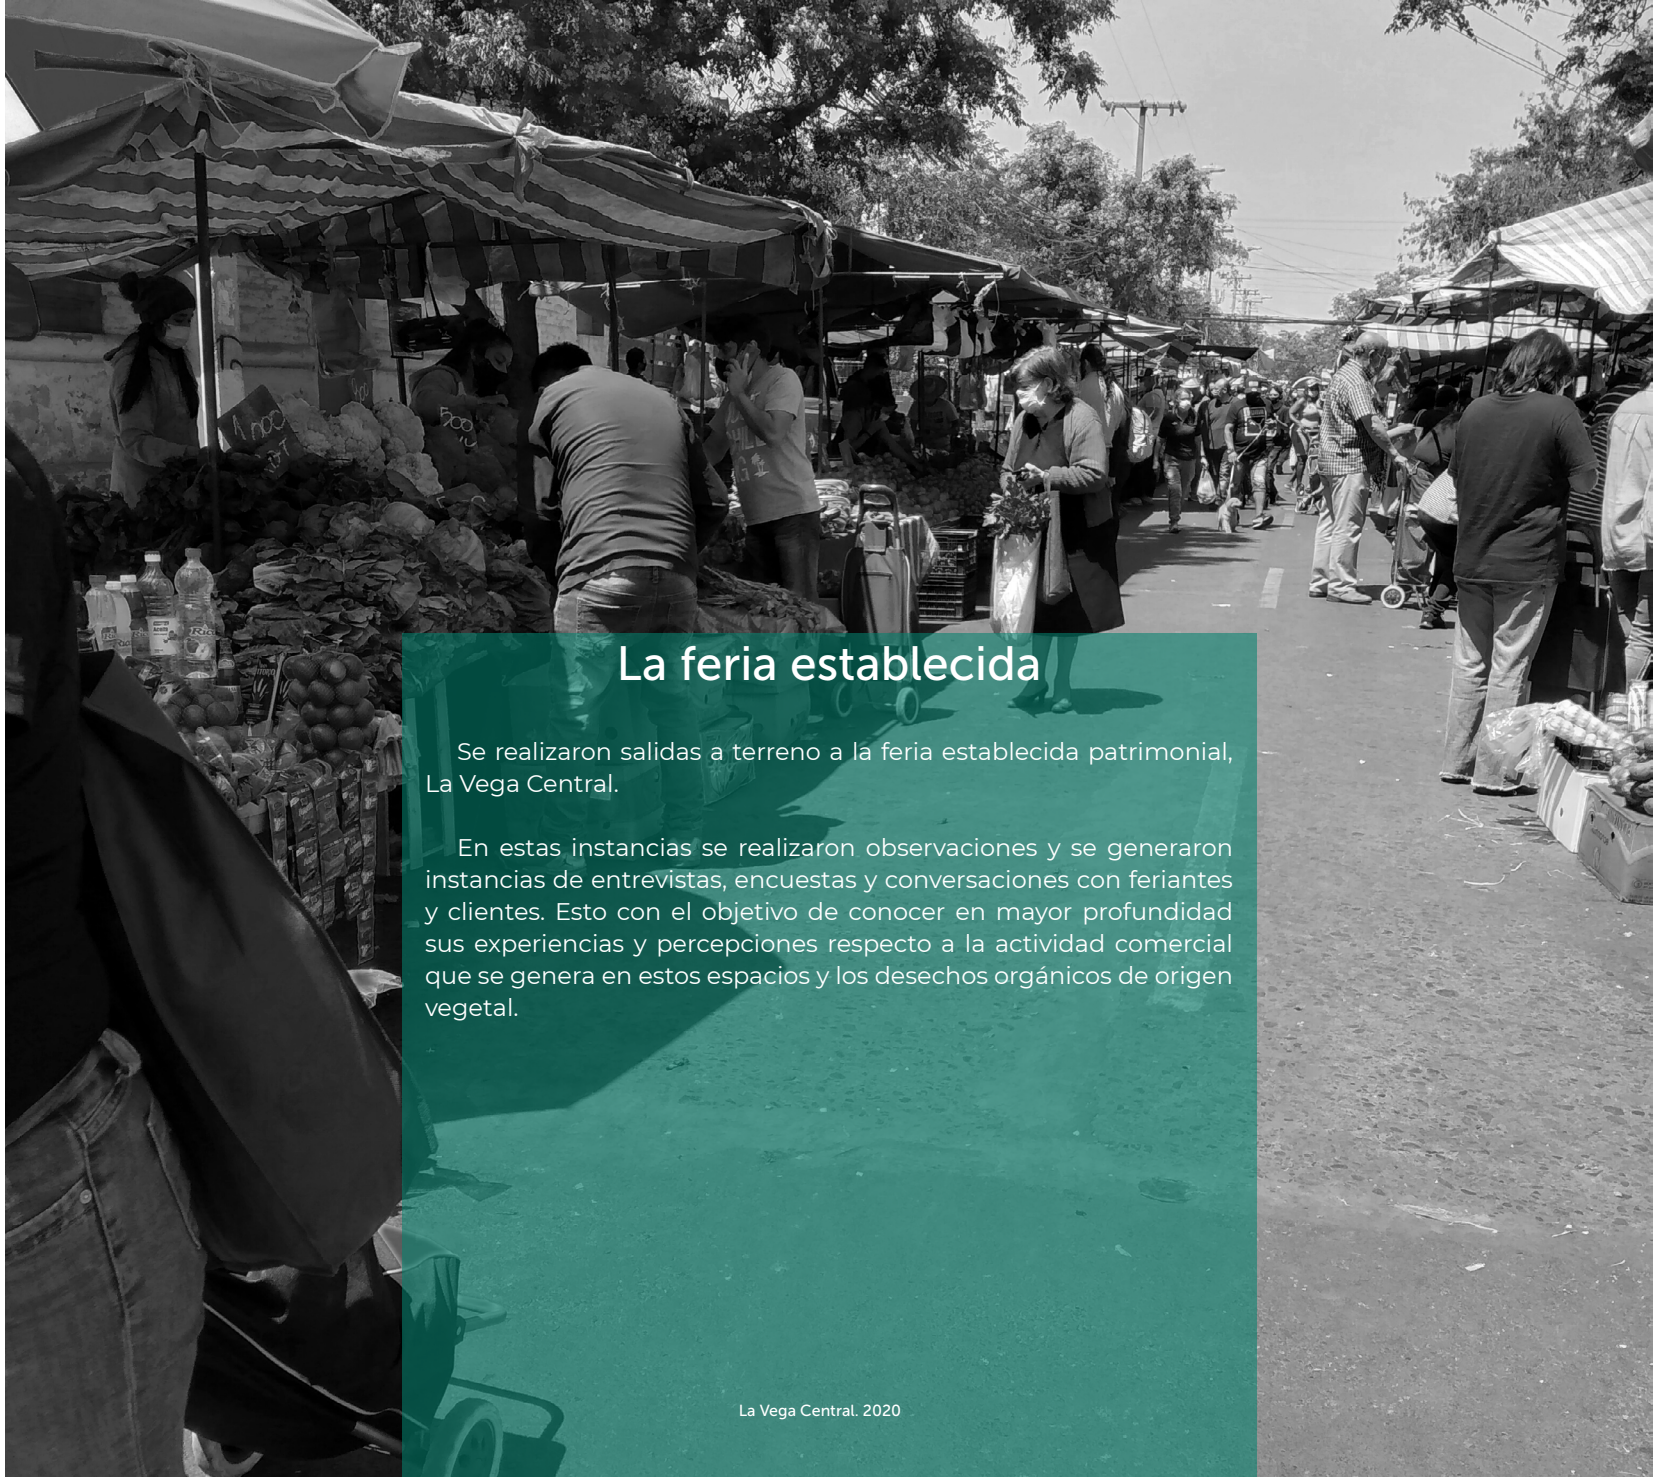 1.000
500
La feria establecida
Se realizaron salidas a terreno a la feria establecida patrimonial,
La Vega Central.
En estas instancias se realizaron observaciones y se generaron
instancias de entrevistas, encuestas y conversaciones con feriantes
y clientes. Esto con el objetivo de conocer en mayor profundidad
sus experiencias y percepciones respecto a la actividad comercial
que se genera en estos espacios y los desechos orgánicos de origen
vegetal.
La Vega Central. 2020